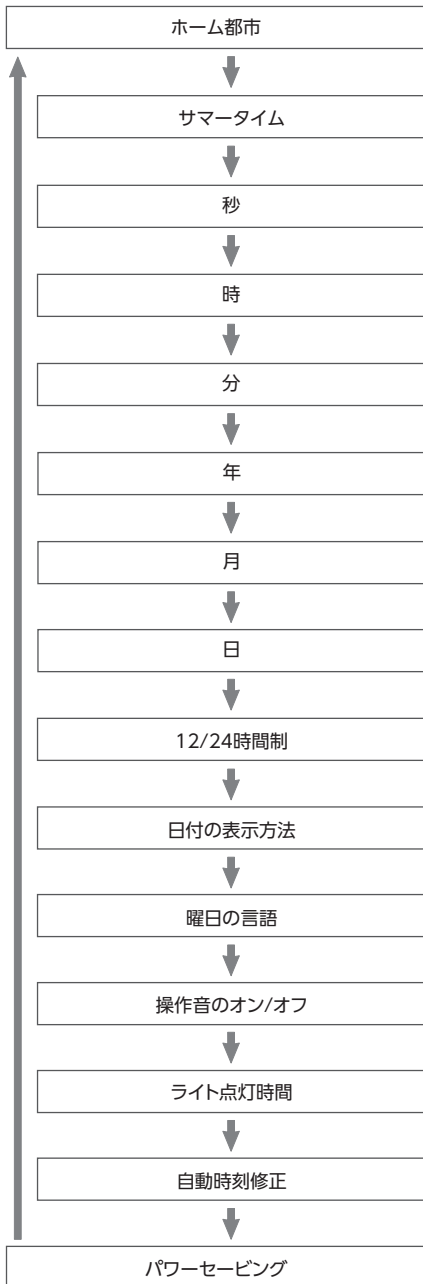 ホーム都市
サマータイム
秒
時
分
年
月
日
12/24時間制
日付の表示方法
曜日の言語
操作音のオン/オフ
ライト点灯時間
自動時刻修正
パワーセービング